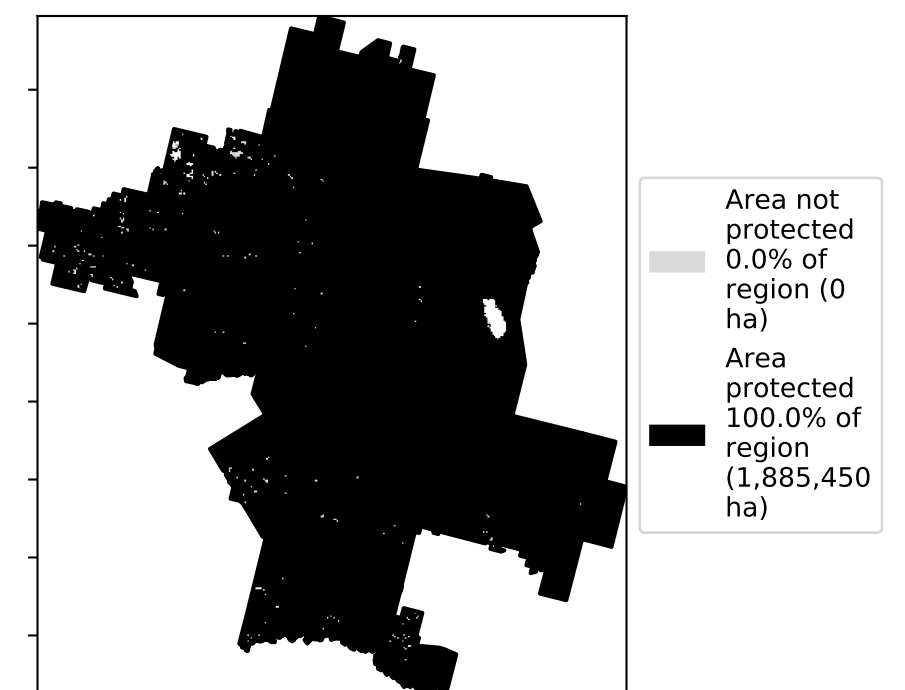 Area not
protected
0.0% of
region (0
ha)
Area
protected
100.0% of
region
(1,885,450
ha)